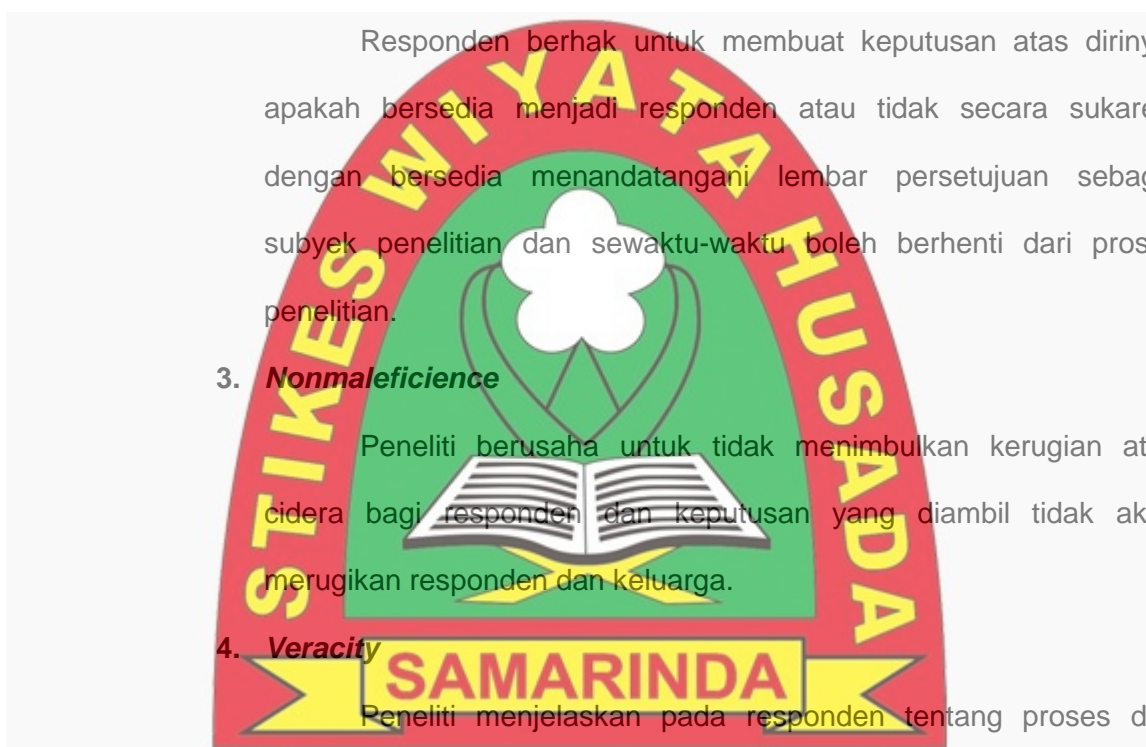 Responden berhak untuk membuat keputusan atas diriny
apakah bersedia menjadi responden atau tidak secara sukare
dengan bersedia menandatangani lembar persetujuan sebag
subyek penelitian dan sewaktu-waktu boleh berhenti dari pros
penelitian.
3. Nonmaleficience
Peneliti berusaha untuk tidak menimbulkan kerugian at
cidera bagi responden dan keputusan yang diambil tidak ak
merugikan responden dan keluarga.
4. Veracity
Peneliti menjelaskan pada responden tentang proses d
STIKES WIYATA HUSADA
SAMARINDA